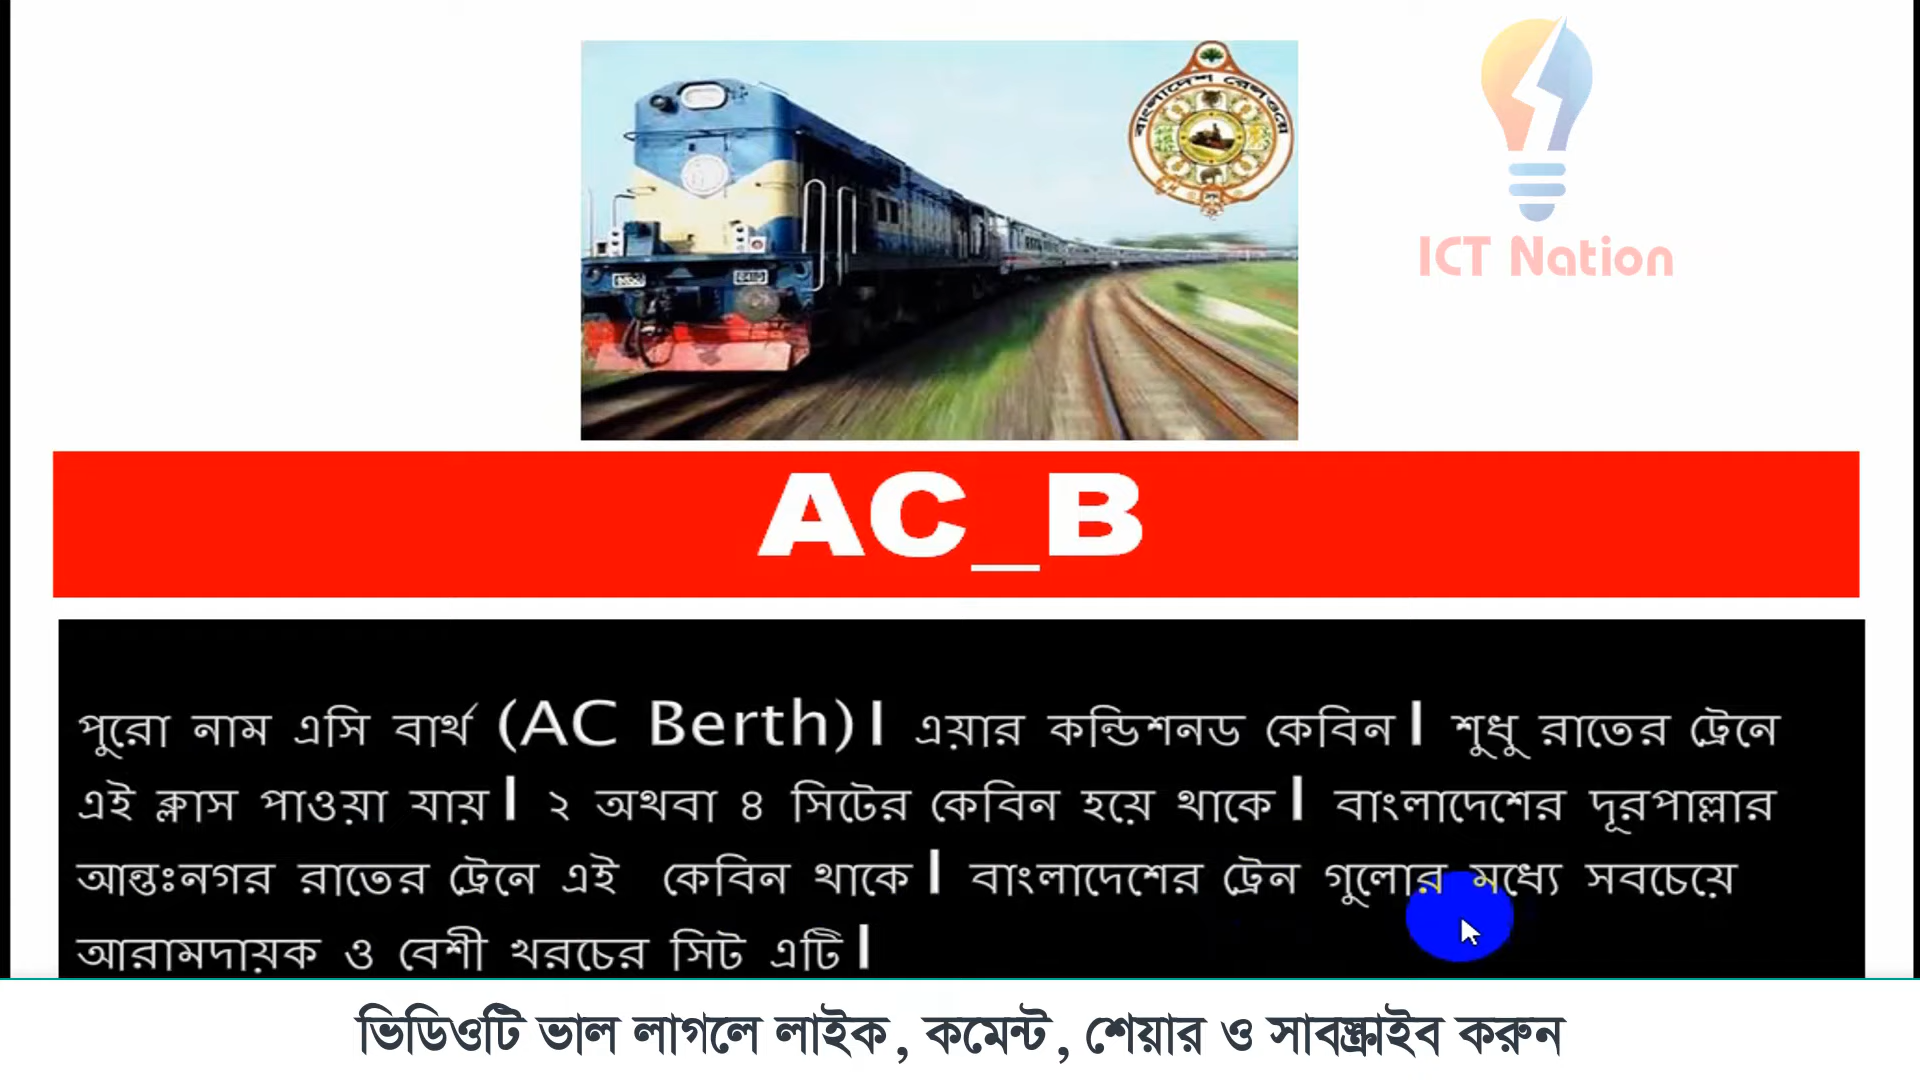 বাংলাদেশ রেলওয়ে
ICT Nation
AC_B
পুরো নাম এসি বার্থ (AC Berth)। এয়ার কন্ডিশনড কেবিন। শুধু রাতের ট্রেনে
এই ক্লাস পাওয়া যায়। ২ অথবা ৪ সিটের কেবিন হয়ে থাকে। বাংলাদেশের দূরপাল্লার
আন্তঃনগর রাতের ট্রেনে এই কেবিন থাকে। বাংলাদেশের ট্রেন গুলোর মধ্যে সবচেয়ে
আরামদায়ক ও বেশী খরচের সিট এটি।
ভিডিওটি ভাল লাগলে লাইক, কমেন্ট, শেয়ার ও সাবস্ক্রাইব করুন